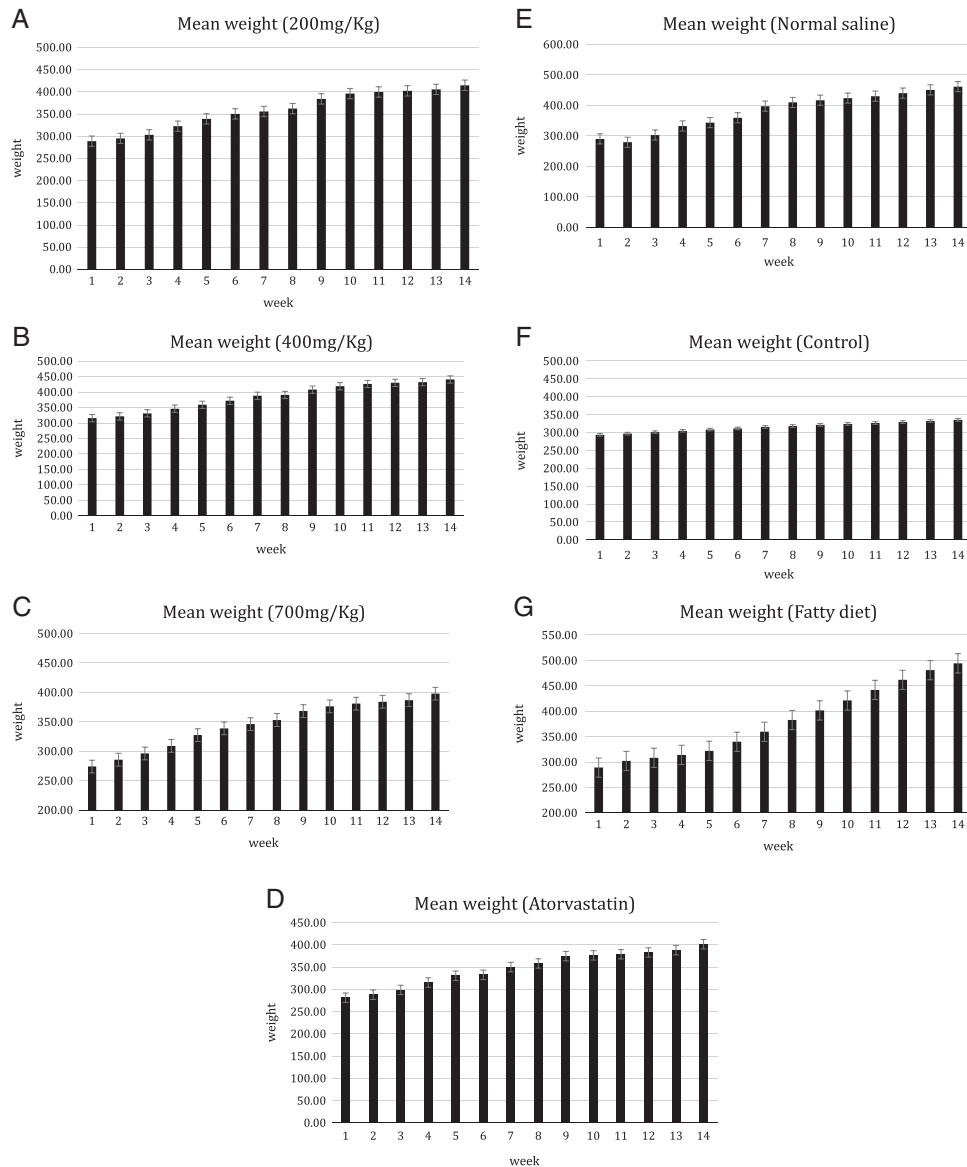 A
Mean weight (200mg/Kg)
500.00
450.00
400.00
350.00
300.00
250.00
200.00
150.00
100.00
50.00
0.00
weight
1 2 3 4 5 6 7 8 9 10 11 12 13 14
week
B
Mean weight (400mg/Kg)
500.00
450.00
400.00
350.00
300.00
250.00
200.00
150.00
100.00
50.00
0.00
weight
1 2 3 4 5 6 7 8 9 10 11 12 13 14
week
C
Mean weight (700mg/Kg)
500.00
450.00
400.00
350.00
300.00
250.00
200.00
weight
1 2 3 4 5 6 7 8 9 10 11 12 13 14
week
D
Mean weight (Atorvastatin)
450.00
400.00
350.00
300.00
250.00
200.00
150.00
100.00
50.00
0.00
weight
1 2 3 4 5 6 7 8 9 10 11 12 13 14
week
E
Mean weight (Normal saline)
600.00
500.00
400.00
300.00
200.00
100.00
0.00
weight
1 2 3 4 5 6 7 8 9 10 11 12 13 14
week
F
Mean weight (Control)
500.00
450.00
400.00
350.00
300.00
250.00
200.00
150.00
100.00
50.00
0.00
weight
1 2 3 4 5 6 7 8 9 10 11 12 13 14
week
G
Mean weight (Fatty diet)
550.00
500.00
450.00
400.00
350.00
300.00
250.00
200.00
weight
1 2 3 4 5 6 7 8 9 10 11 12 13 14
week